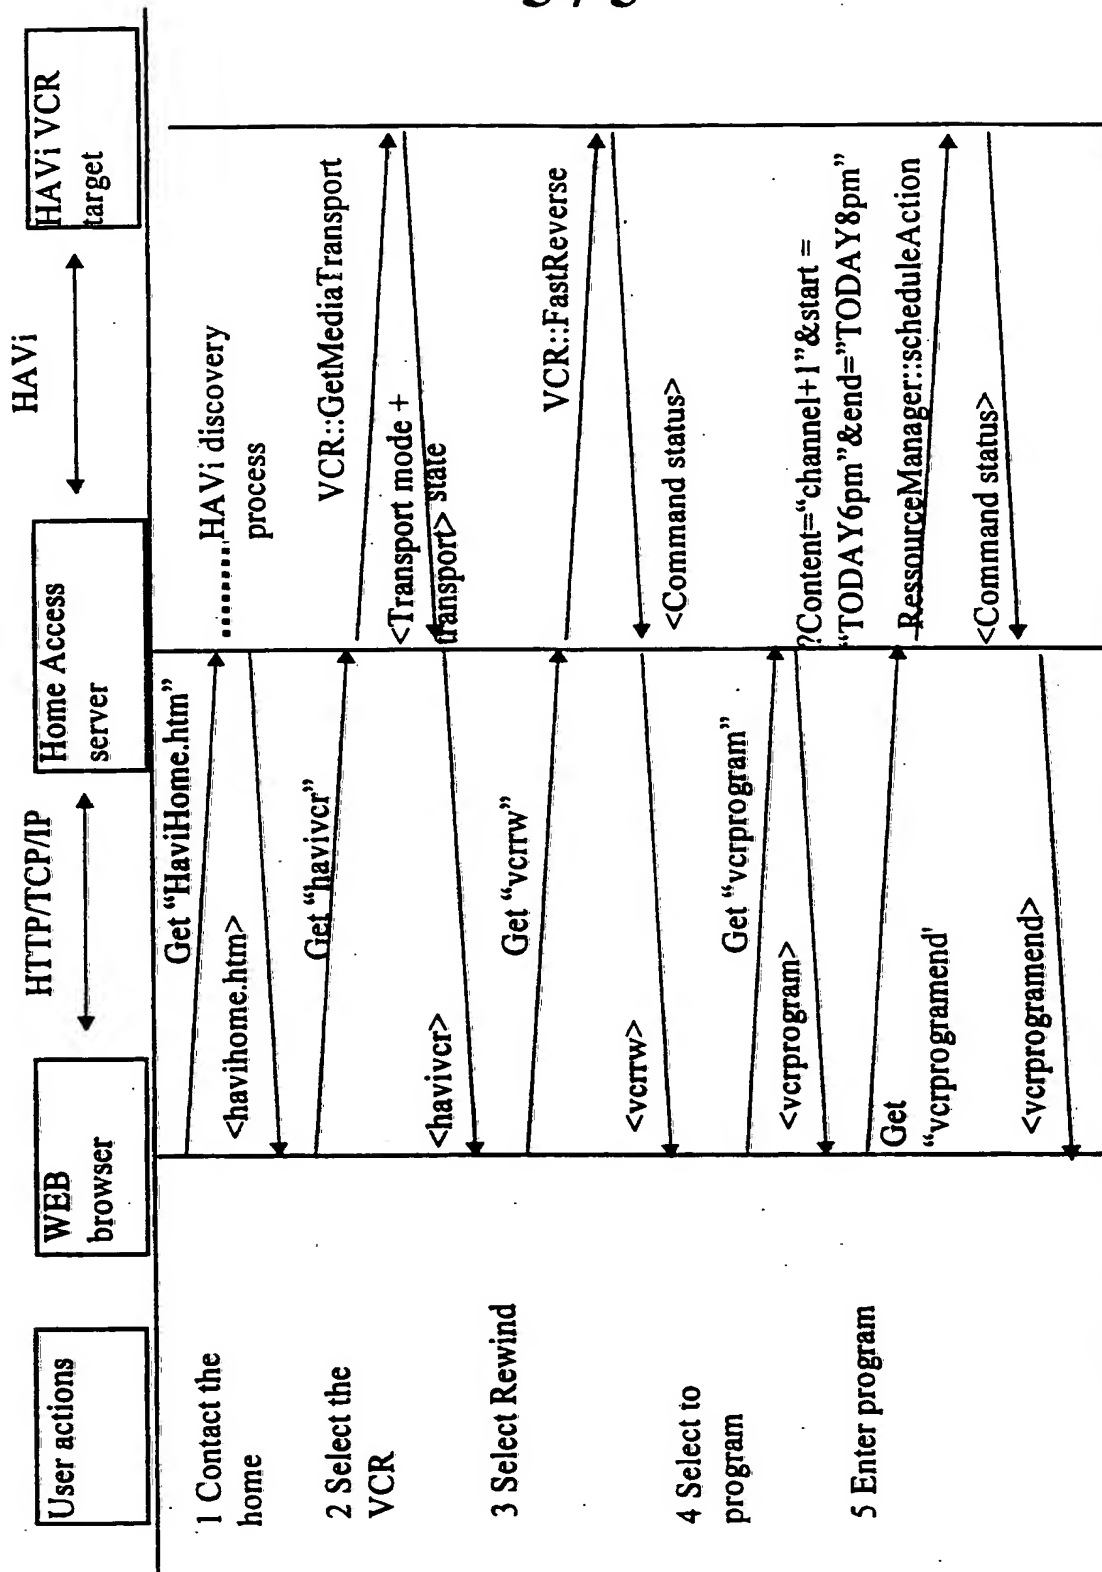 User actions
WEB
browser
HTTP/TCP/IP
Home Access
server
HAVi
HAVi VCR
target
1 Contact the
home
Get “HaviHome.htm”
<havihome.htm>
HAVi discovery
process
2 Select the
VCR
Get “havivcr”
VCR::GetMediaTransport
<Transport mode +
transport> state
<havivcr>
3 Select Rewind
Get “vcrrw”
VCR::FastReverse
<Command status>
<vcrrw>
4 Select to
program
Get “vcrprogram”
<vcrprogram>
5 Enter program
Get
“vcrprogramend'
?Content=“channel+1”&start =
“TODAY6pm”&end=“TODAY8pm”
RessourceManager::scheduleAction
<Command status>
<vcrprogramend>